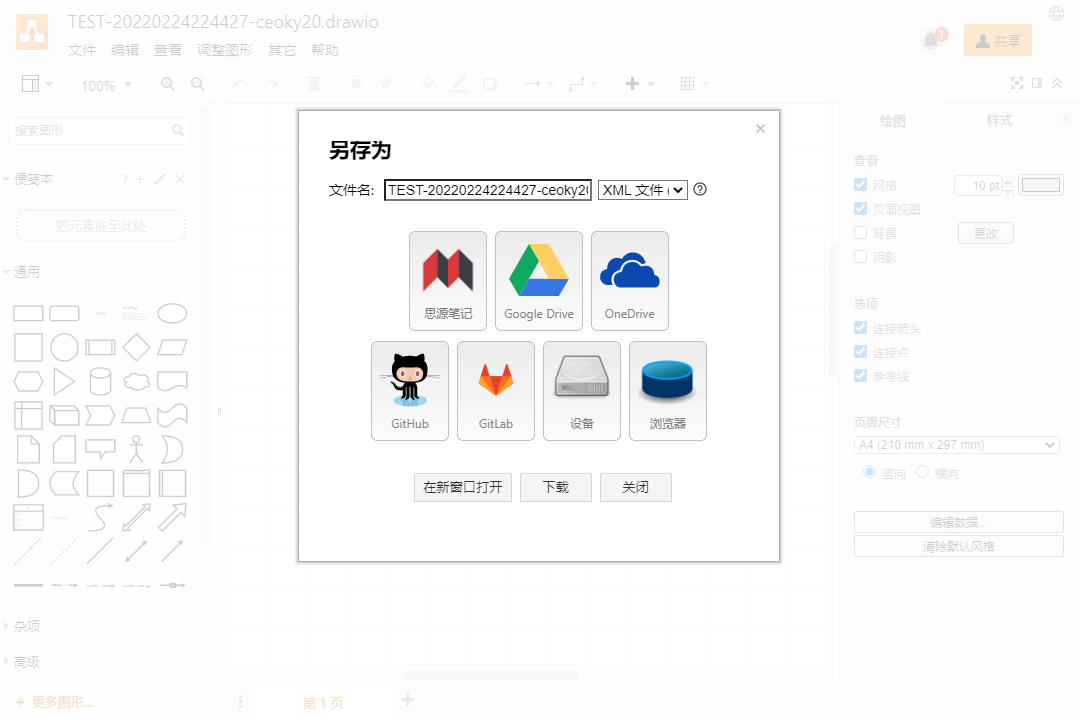 TEST-20220224224427-ceoky20.drawio
文件 编辑 查看 调整图形 其它 帮助
1
共享
100%
搜索图形
便笺本
?
把元素拖至此处
通用
杂项
高级
+ 更多图形...
另存为
文件名: TEST-20220224224427-ceoky20 XML 文件 (
思源笔记 Google Drive OneDrive
GitHub GitLab 设备 浏览器
在新窗口打开 下载 关闭
第 1 页
绘图 样式
查看
网格 10 pt
页面视图
背景 更改
阴影
选项
连接箭头
连接点
参考线
页面尺寸
A4 (210 mm x 297 mm)
竖向 横向
编辑数据...
清除默认风格